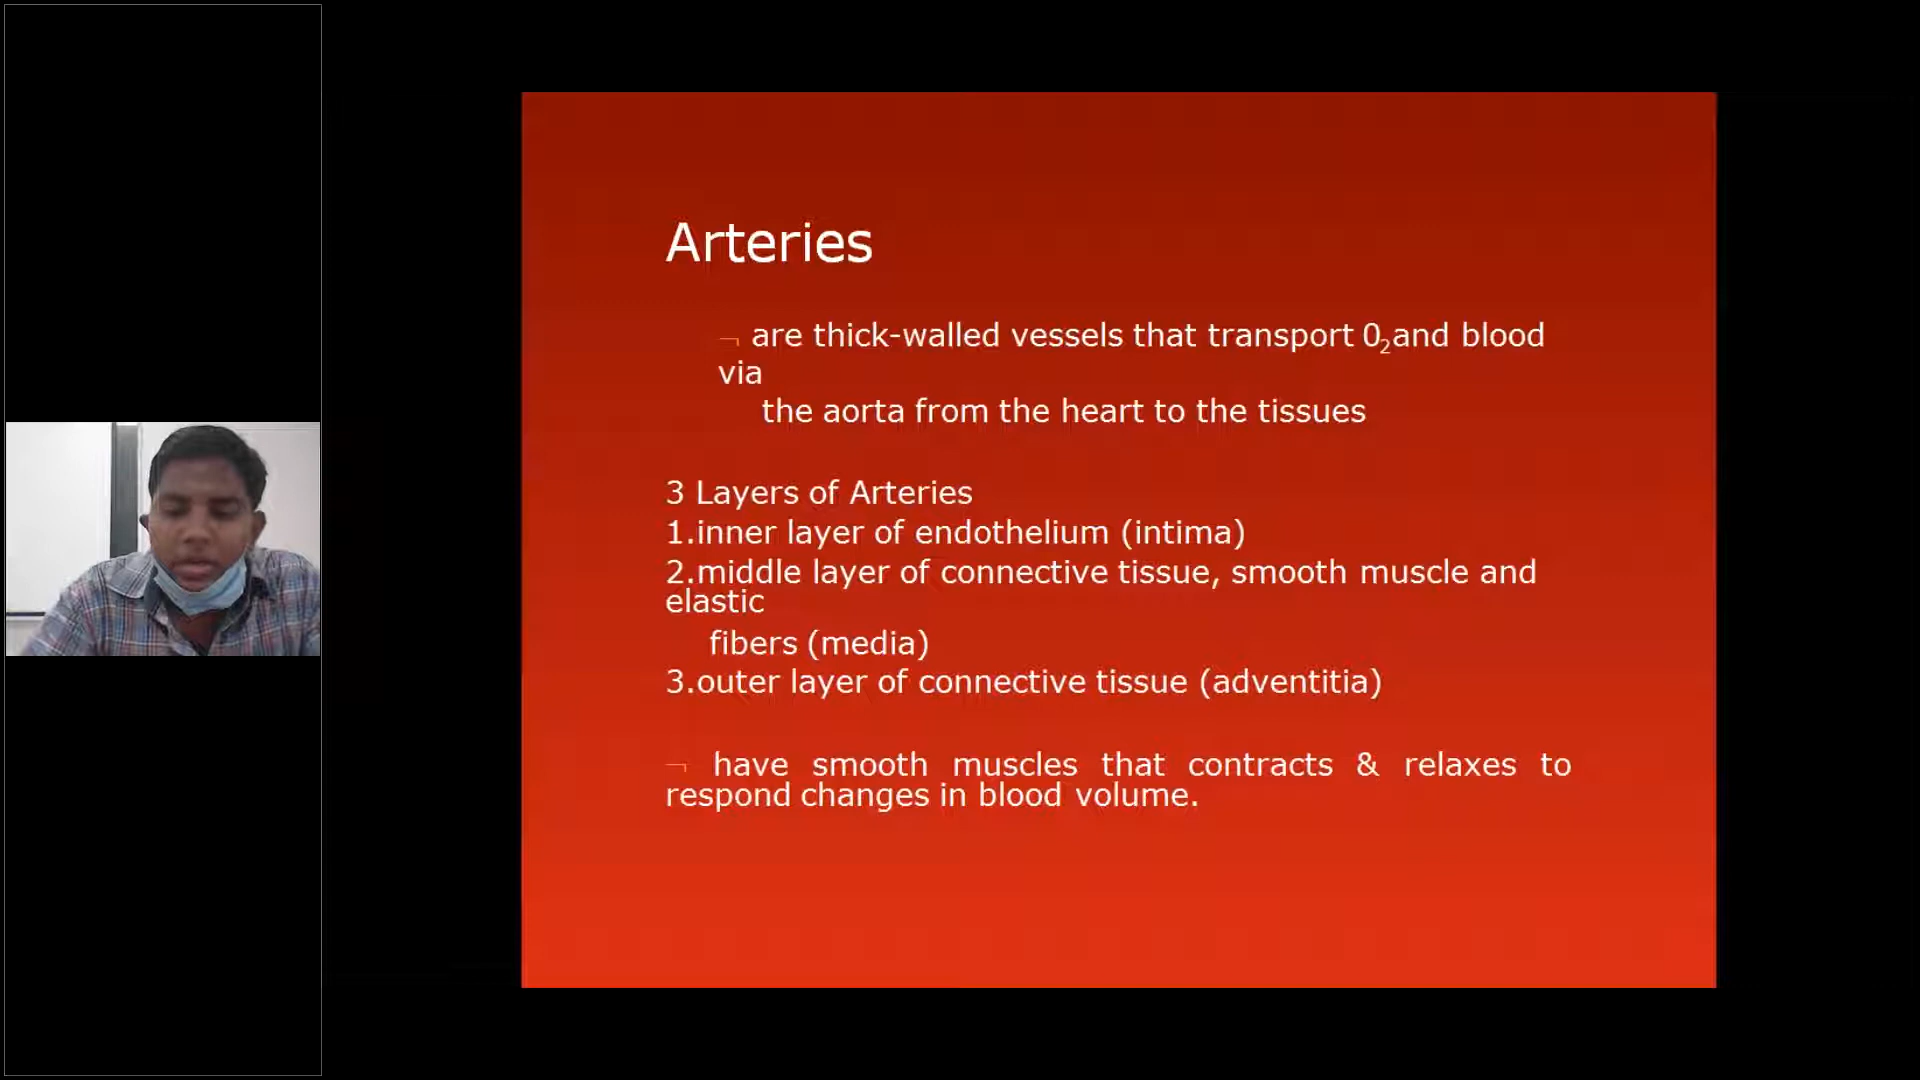 Arteries
¬ are thick-walled vessels that transport 0₂and blood
via
the aorta from the heart to the tissues
3 Layers of Arteries
1.inner layer of endothelium (intima)
2.middle layer of connective tissue, smooth muscle and
elastic
fibers (media)
3.outer layer of connective tissue (adventitia)
¬ have smooth muscles that contracts & relaxes to
respond changes in blood volume.